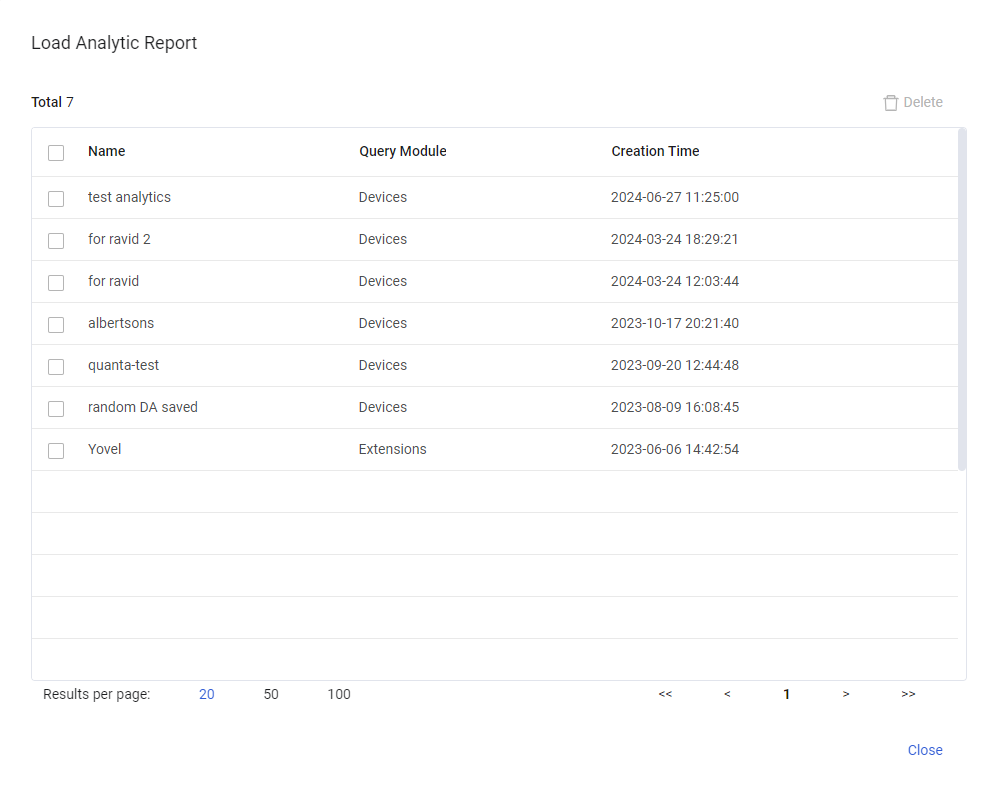 Load Analytic Report
Total 7 Delete
Name Query Module Creation Time
test analytics Devices 2024-06-27 11:25:00
for ravid 2 Devices 2024-03-24 18:29:21
for ravid Devices 2024-03-24 12:03:44
albertsons Devices 2023-10-17 20:21:40
quanta-test Devices 2023-09-20 12:44:48
random DA saved Devices 2023-08-09 16:08:45
Yovel Extensions 2023-06-06 14:42:54
Results per page: 20 50 100 << < 1 > >>
Close